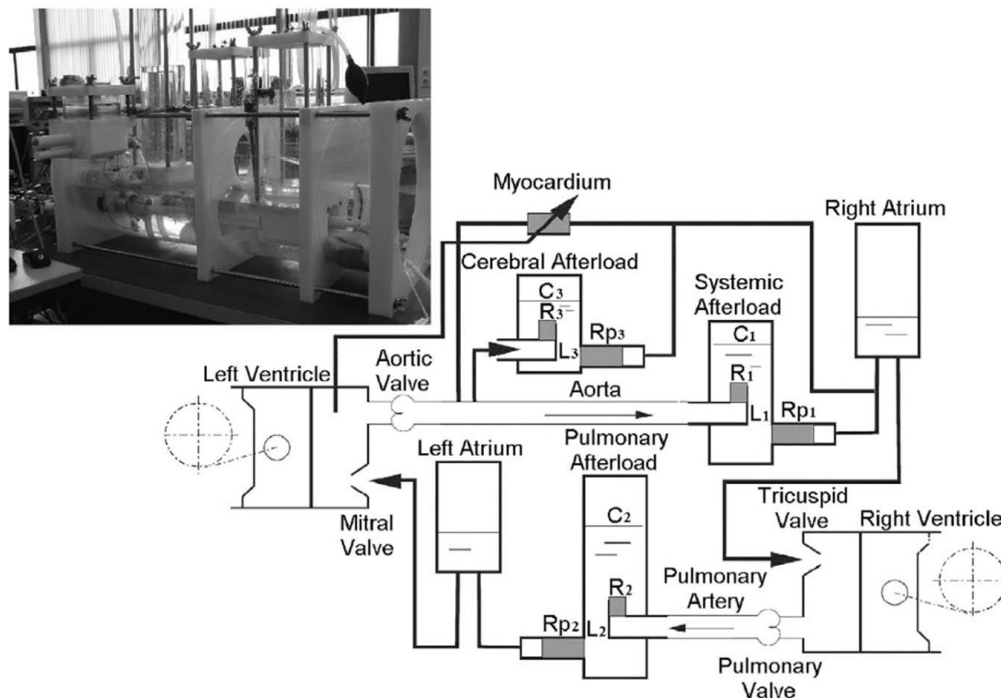 Myocardium
Right Atrium
Cerebral Afterload
C3
R3
L3
Rp3
Systemic
Afterload
C1
R1
L1
Rp1
Left Ventricle
Aortic
Valve
Aorta
Pulmonary
Afterload
Left Atrium
Mitral
Valve
C2
R2
L2
Rp2
Pulmonary
Artery
Tricuspid
Valve
Right Ventricle
Pulmonary
Valve